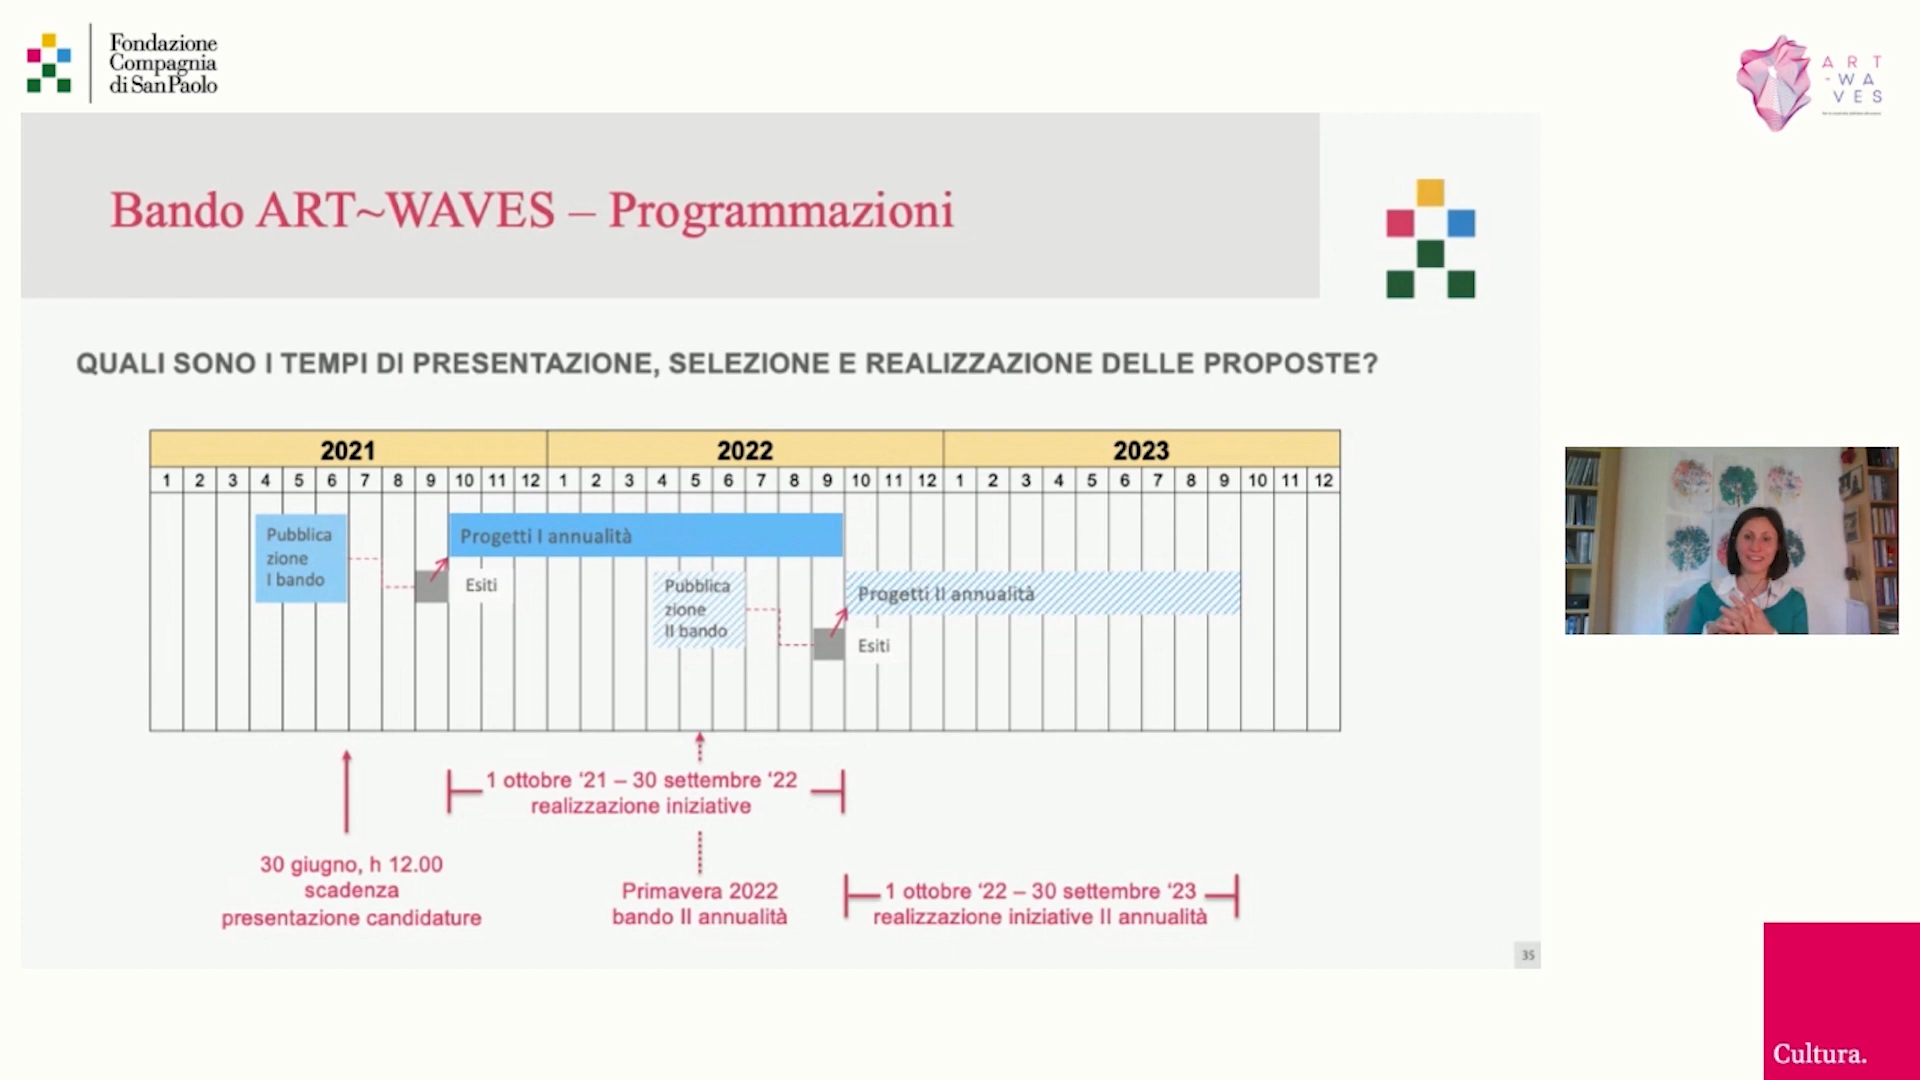 Fondazione
Compagnia
di San Paolo
ART
-WA
VES
Bando ART~WAVES – Programmazioni
QUALI SONO I TEMPI DI PRESENTAZIONE, SELEZIONE E REALIZZAZIONE DELLE PROPOSTE?
2021 2022 2023
1 2 3 4 5 6 7 8 9 10 11 12 1 2 3 4 5 6 7 8 9 10 11 12 1 2 3 4 5 6 7 8 9 10 11 12
Pubblica
zione
I bando
Progetti I annualità
Esiti
Pubblica
zione
II bando
Progetti II annualità
Esiti
1 ottobre ‘21 – 30 settembre ‘22
realizzazione iniziative
30 giugno, h 12.00
scadenza
presentazione candidature
Primavera 2022
bando II annualità
1 ottobre ‘22 – 30 settembre ‘23
realizzazione iniziative II annualità
35
Cultura.